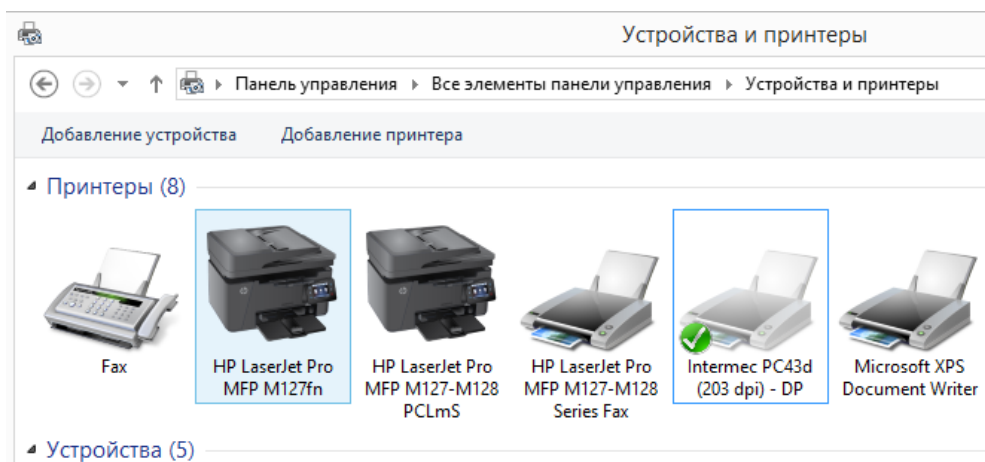 Устройства и принтеры
Панель управления Все элементы панели управления Устройства и принтеры
Добавление устройства Добавление принтера
Принтеры (8)
Fax
HP LaserJet Pro
MFP M127fn
HP LaserJet Pro
MFP M127-M128
PCLmS
HP LaserJet Pro
MFP M127-M128
Series Fax
Intermec PC43d
(203 dpi) - DP
Microsoft XPS
Document Writer
Устройства (5)